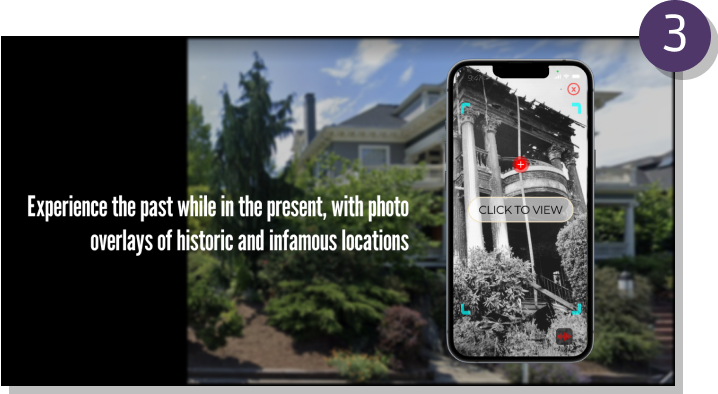 3
Experience the past while in the present, with photo
overlays of historic and infamous locations
CLICK TO VIEW